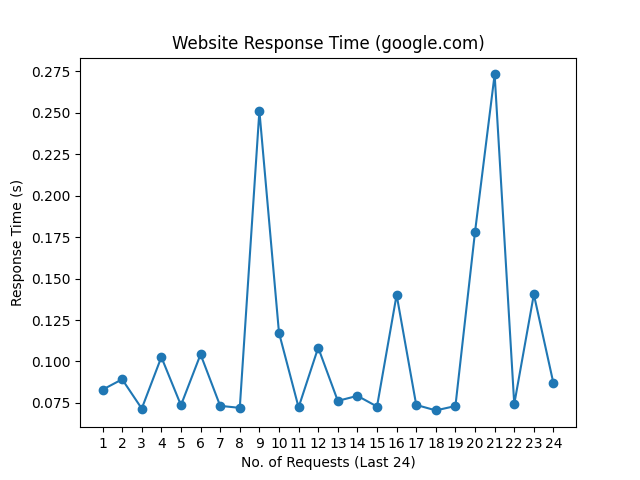 Website Response Time (google.com)
0.275
0.250
0.225
0.200
0.175
0.150
0.125
0.100
0.075
Response Time (s)
1 2 3 4 5 6 7 8 9 10 11 12 13 14 15 16 17 18 19 20 21 22 23 24
No. of Requests (Last 24)